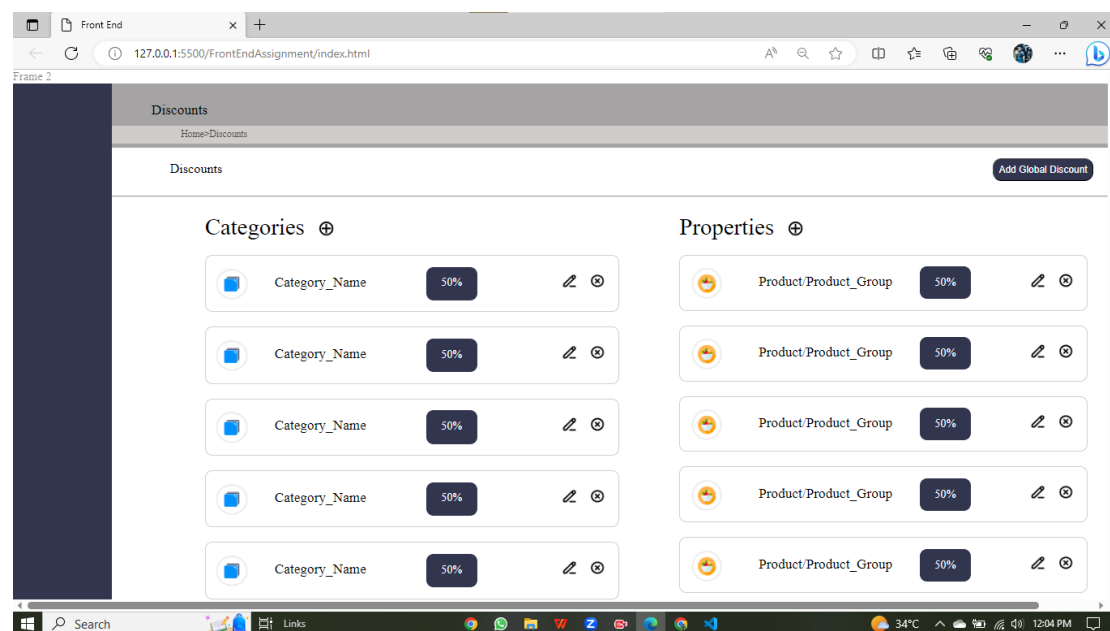 Front End
127.0.0.1:5500/FrontEndAssignment/index.html
Frame 2
Discounts
Home>Discounts
Discounts
Add Global Discount
Categories
Properties
Category_Name 50%
Product/Product_Group 50%
Category_Name 50%
Product/Product_Group 50%
Category_Name 50%
Product/Product_Group 50%
Category_Name 50%
Product/Product_Group 50%
Category_Name 50%
Product/Product_Group 50%
Search
Links
34°C
12:04 PM